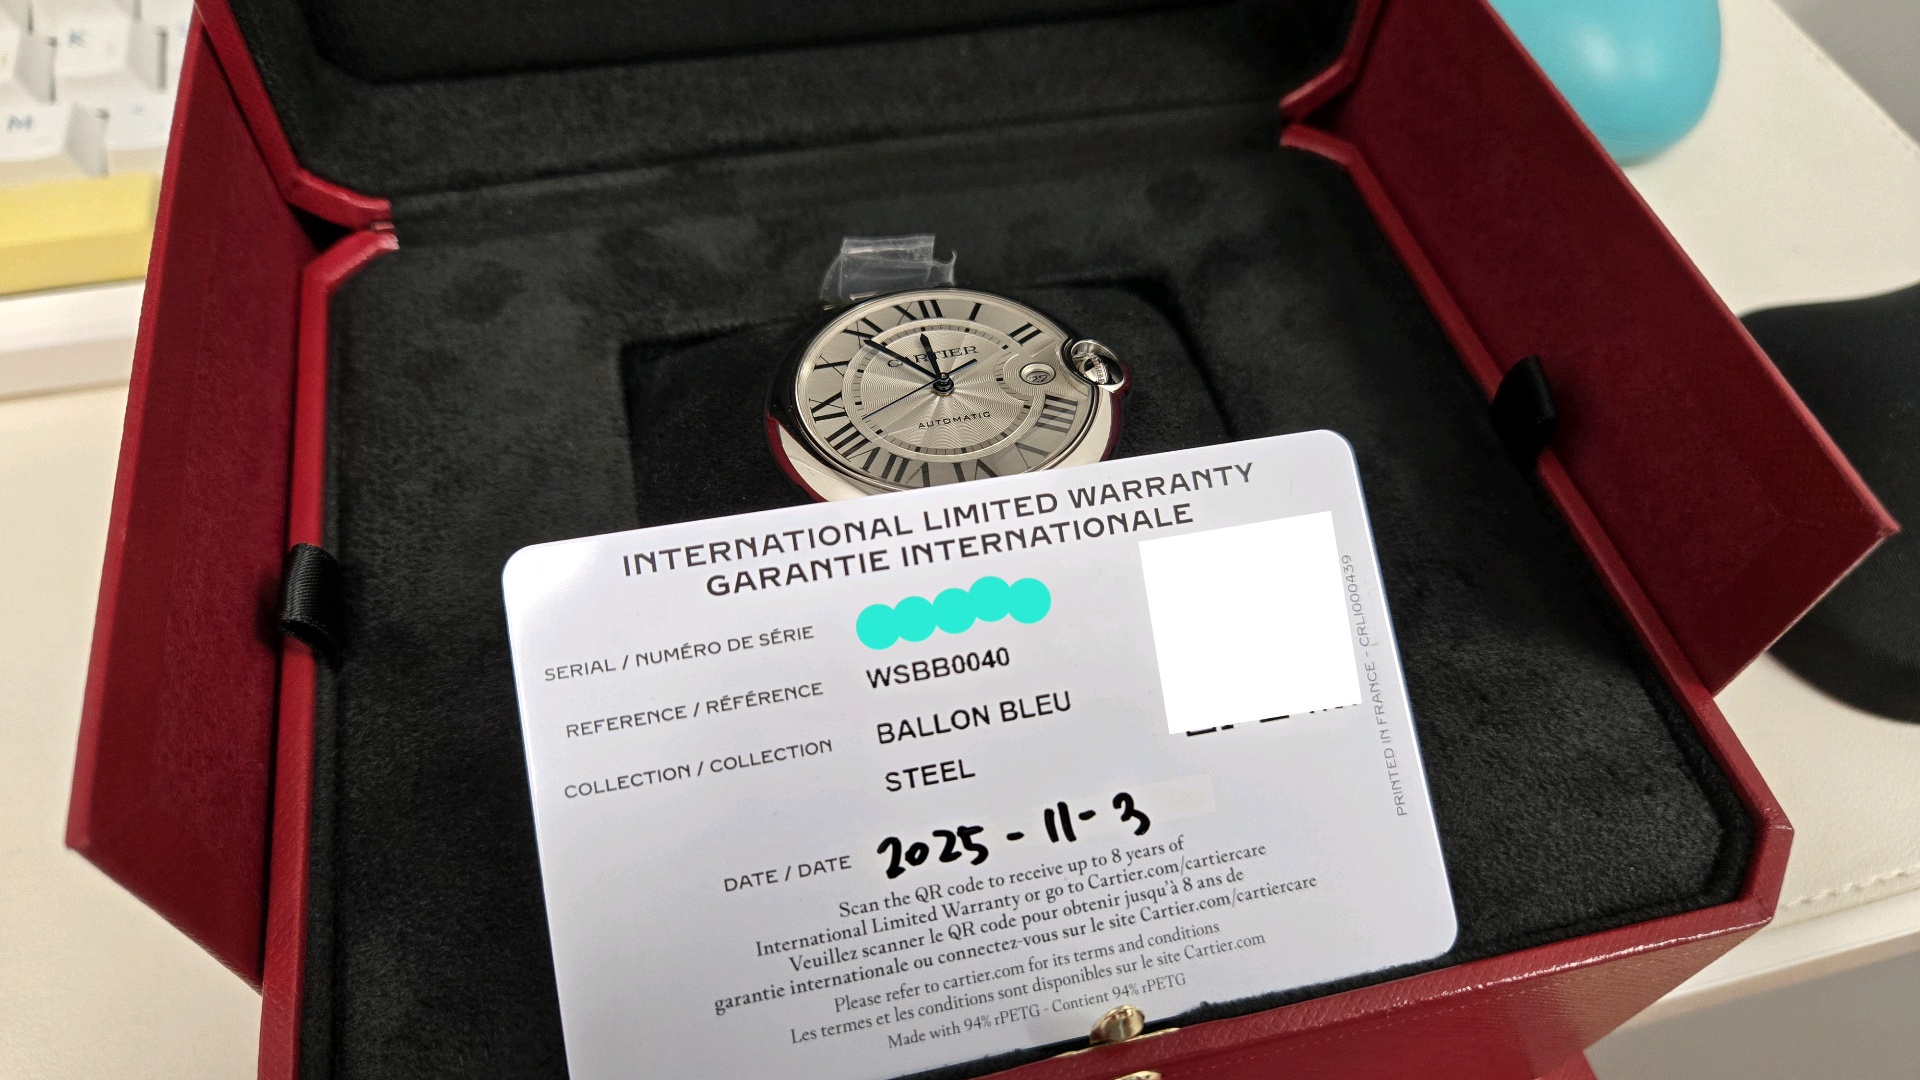 K
M
XII
I
II
CARTIER
AUTOMATIC
INTERNATIONAL LIMITED WARRANTY
GARANTIE INTERNATIONALE
SERIAL / NUMÉRO DE SÉRIE
REFERENCE / RÉFÉRENCE WSBB0040
COLLECTION / COLLECTION BALLON BLEU
STEEL
DATE / DATE 2025-11-3
Scan the QR code to receive up to 8 years of
International Limited Warranty or go to Cartier.com/cartiercare
Veuillez scanner le QR code pour obtenir jusqu'à 8 ans de
garantie internationale ou connectez-vous sur le site Cartier.com/cartiercare
Please refer to cartier.com for its terms and conditions
Les termes et les conditions sont disponibles sur le site Cartier.com
Made with 94% rPETG - Contient 94% rPETG
PRINTED IN FRANCE - CRLI000439